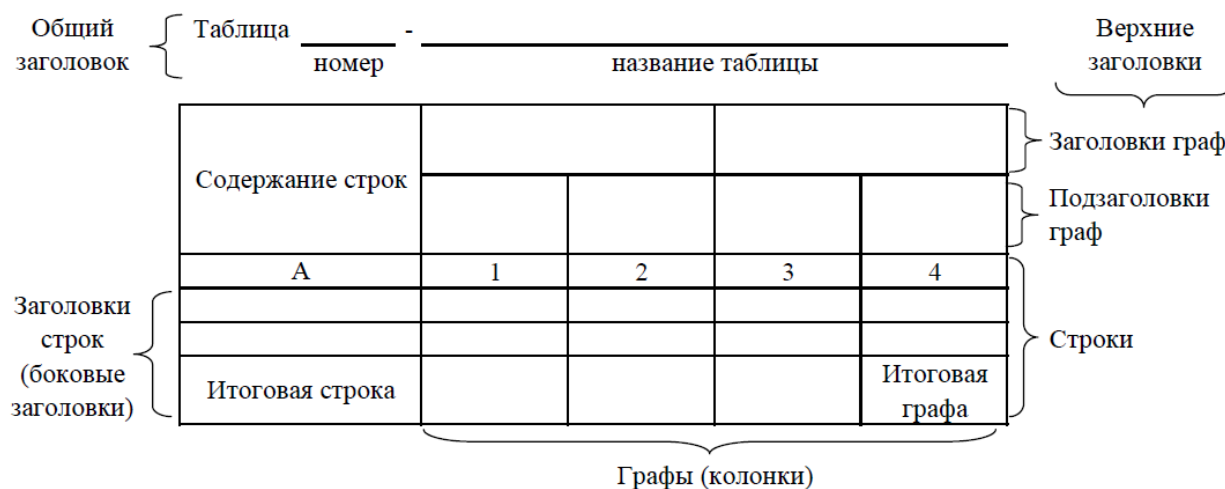 Общий
заголовок
Таблица -
номер
название таблицы
Верхние
заголовки
Содержание строк
Заголовки граф
Подзаголовки
граф
А 1 2 3 4
Заголовки
строк
(боковые
заголовки)
Строки
Итоговая строка
Итоговая
графа
Графы (колонки)